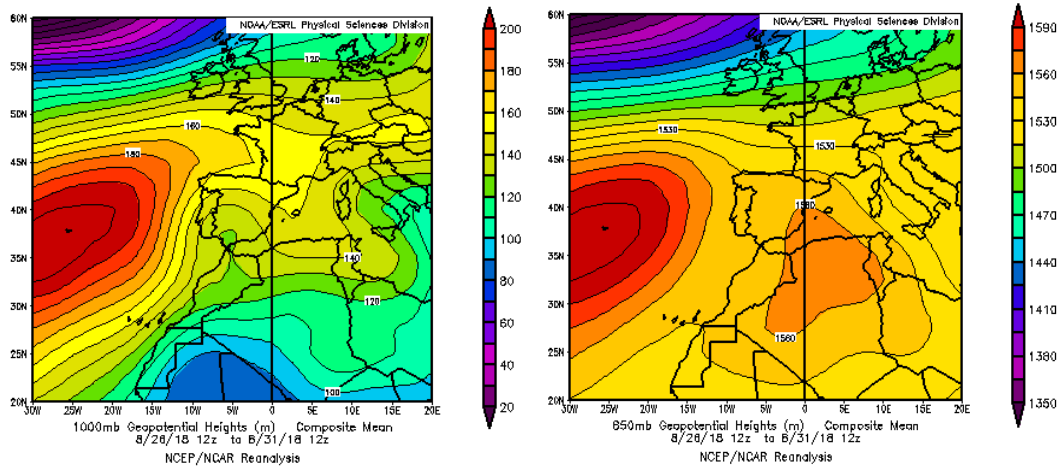 NOAA/ESRL Physical Sciences Division
60N
55N
50N
45N
40N
35N
30N
25N
20N
30W 25W 20W 15W 10W 5W 0 5E 10E 15E 20E
120
140
160
180
140
120
100
200
180
160
140
120
100
80
60
40
20
1000mb Geopotential Heights (m) Composite Mean
8/26/18 12z to 8/31/18 12z
NCEP/NCAR Reanalysis
NOAA/ESRL Physical Sciences Division
60N
55N
50N
45N
40N
35N
30N
25N
20N
30W 25W 20W 15W 10W 5W 0 5E 10E 15E 20E
1530
1530
1560
1560
1590
1560
1530
1500
1470
1440
1410
1380
1350
850mb Geopotential Heights (m) Composite Mean
8/26/18 12z to 8/31/18 12z
NCEP/NCAR Reanalysis